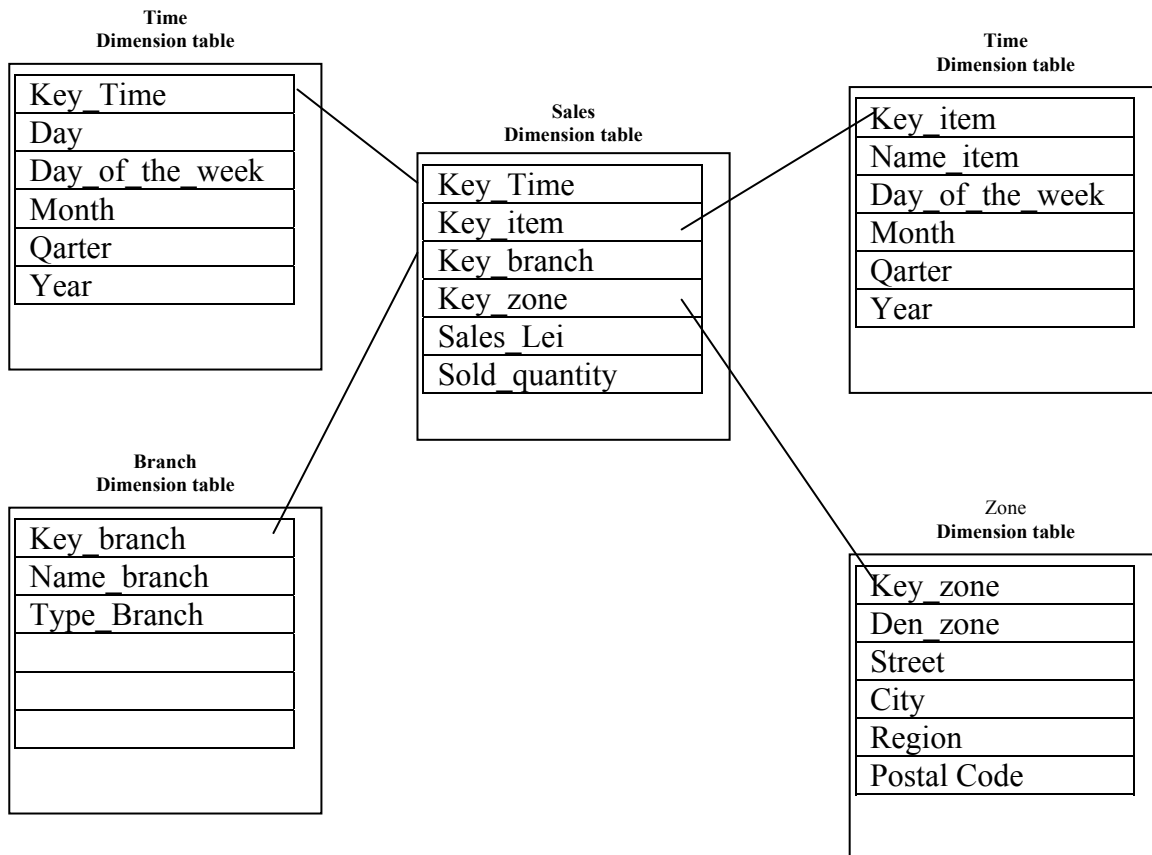 Time
Dimension table
Key_Time
Day
Day_of_the_week
Month
Qarter
Year
Sales
Dimension table
Key_Time
Key_item
Key_branch
Key_zone
Sales_Lei
Sold_quantity
Time
Dimension table
Key_item
Name_item
Day_of_the_week
Month
Qarter
Year
Branch
Dimension table
Key_branch
Name_branch
Type_Branch
Zone
Dimension table
Key_zone
Den_zone
Street
City
Region
Postal Code